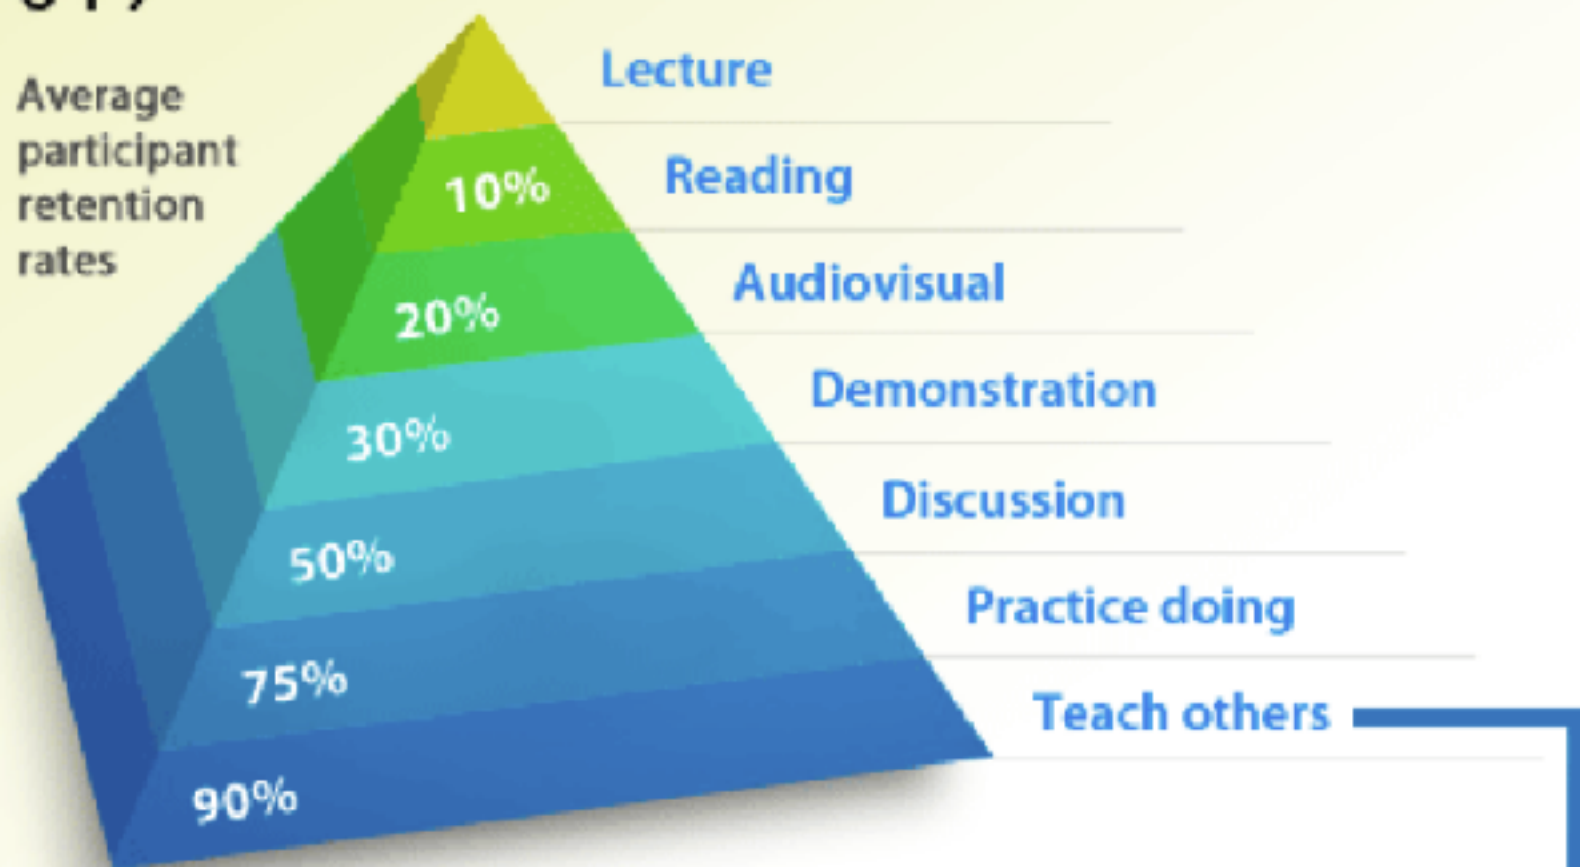 Average
participant
retention
rates
Lecture
10% Reading
20% Audiovisual
30% Demonstration
50% Discussion
75% Practice doing
90% Teach others